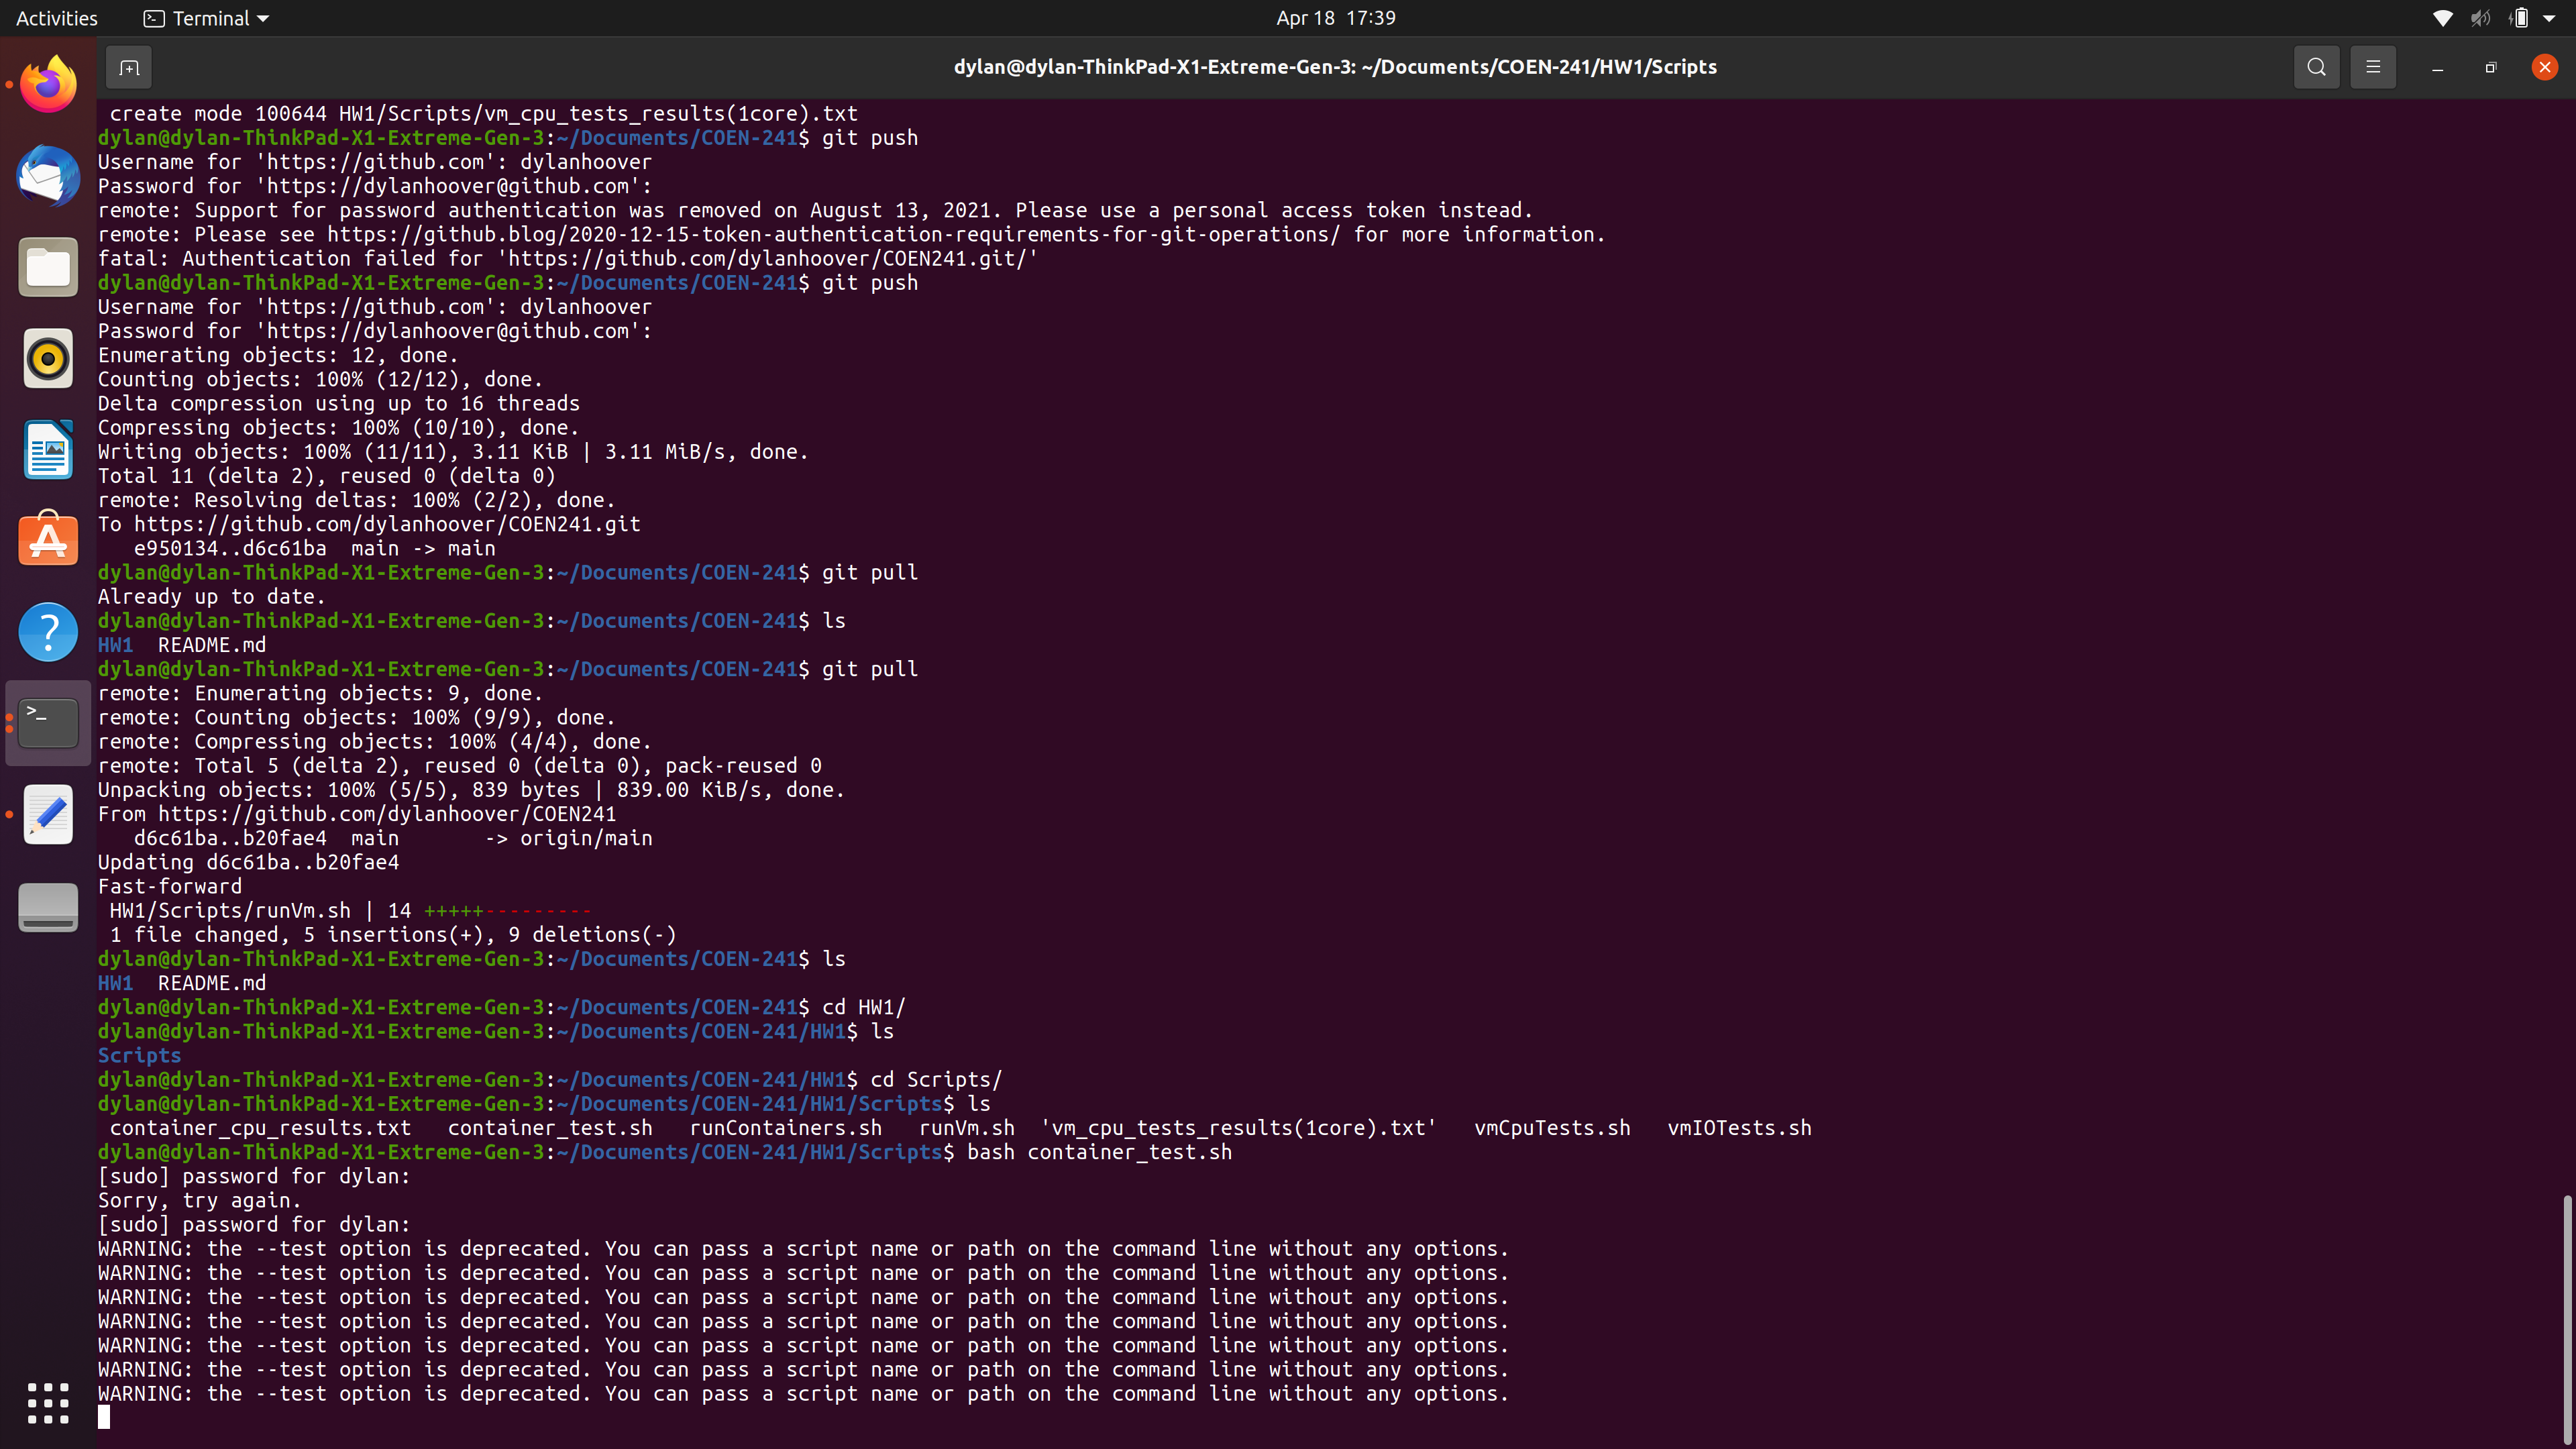 Activities Terminal Apr 18 17:39
dylan@dylan-ThinkPad-X1-Extreme-Gen-3: ~/Documents/COEN-241/HW1/Scripts
create mode 100644 HW1/Scripts/vm_cpu_tests_results(1core).txt
dylan@dylan-ThinkPad-X1-Extreme-Gen-3:~/Documents/COEN-241$ git push
Username for 'https://github.com': dylanhoover
Password for 'https://dylanhoover@github.com':
remote: Support for password authentication was removed on August 13, 2021. Please use a personal access token instead.
remote: Please see https://github.blog/2020-12-15-token-authentication-requirements-for-git-operations/ for more information.
fatal: Authentication failed for 'https://github.com/dylanhoover/COEN241.git/'
dylan@dylan-ThinkPad-X1-Extreme-Gen-3:~/Documents/COEN-241$ git push
Username for 'https://github.com': dylanhoover
Password for 'https://dylanhoover@github.com':
Enumerating objects: 12, done.
Counting objects: 100% (12/12), done.
Delta compression using up to 16 threads
Compressing objects: 100% (10/10), done.
Writing objects: 100% (11/11), 3.11 KiB | 3.11 MiB/s, done.
Total 11 (delta 2), reused 0 (delta 0)
remote: Resolving deltas: 100% (2/2), done.
To https://github.com/dylanhoover/COEN241.git
   e950134..d6c61ba  main -> main
dylan@dylan-ThinkPad-X1-Extreme-Gen-3:~/Documents/COEN-241$ git pull
Already up to date.
dylan@dylan-ThinkPad-X1-Extreme-Gen-3:~/Documents/COEN-241$ ls
HW1  README.md
dylan@dylan-ThinkPad-X1-Extreme-Gen-3:~/Documents/COEN-241$ git pull
remote: Enumerating objects: 9, done.
remote: Counting objects: 100% (9/9), done.
remote: Compressing objects: 100% (4/4), done.
remote: Total 5 (delta 2), reused 0 (delta 0), pack-reused 0
Unpacking objects: 100% (5/5), 839 bytes | 839.00 KiB/s, done.
From https://github.com/dylanhoover/COEN241
   d6c61ba..b20fae4  main       -> origin/main
Updating d6c61ba..b20fae4
Fast-forward
 HW1/Scripts/runVm.sh | 14 +++++---------
 1 file changed, 5 insertions(+), 9 deletions(-)
dylan@dylan-ThinkPad-X1-Extreme-Gen-3:~/Documents/COEN-241$ ls
HW1  README.md
dylan@dylan-ThinkPad-X1-Extreme-Gen-3:~/Documents/COEN-241$ cd HW1/
dylan@dylan-ThinkPad-X1-Extreme-Gen-3:~/Documents/COEN-241/HW1$ ls
Scripts
dylan@dylan-ThinkPad-X1-Extreme-Gen-3:~/Documents/COEN-241/HW1$ cd Scripts/
dylan@dylan-ThinkPad-X1-Extreme-Gen-3:~/Documents/COEN-241/HW1/Scripts$ ls
 container_cpu_results.txt   container_test.sh   runContainers.sh   runVm.sh  'vm_cpu_tests_results(1core).txt'   vmCpuTests.sh   vmIOTests.sh
dylan@dylan-ThinkPad-X1-Extreme-Gen-3:~/Documents/COEN-241/HW1/Scripts$ bash container_test.sh
[sudo] password for dylan:
Sorry, try again.
[sudo] password for dylan:
WARNING: the --test option is deprecated. You can pass a script name or path on the command line without any options.
WARNING: the --test option is deprecated. You can pass a script name or path on the command line without any options.
WARNING: the --test option is deprecated. You can pass a script name or path on the command line without any options.
WARNING: the --test option is deprecated. You can pass a script name or path on the command line without any options.
WARNING: the --test option is deprecated. You can pass a script name or path on the command line without any options.
WARNING: the --test option is deprecated. You can pass a script name or path on the command line without any options.
WARNING: the --test option is deprecated. You can pass a script name or path on the command line without any options.